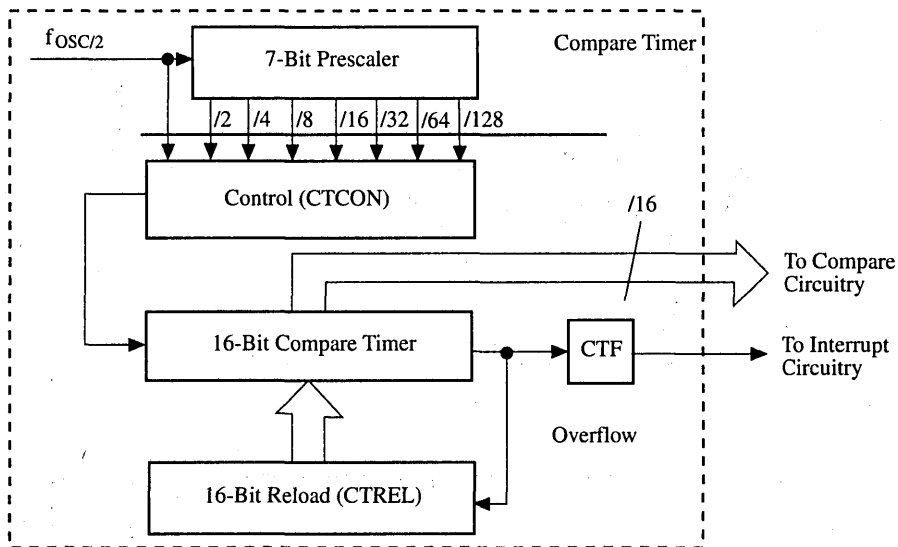 fOSC/2
7-Bit Prescaler
Compare Timer
/2 /4 /8 /16 /32 /64 /128
Control (CTCON)
/16
To Compare
Circuitry
16-Bit Compare Timer
CTF
To Interrupt
Circuitry
Overflow
16-Bit Reload (CTREL)